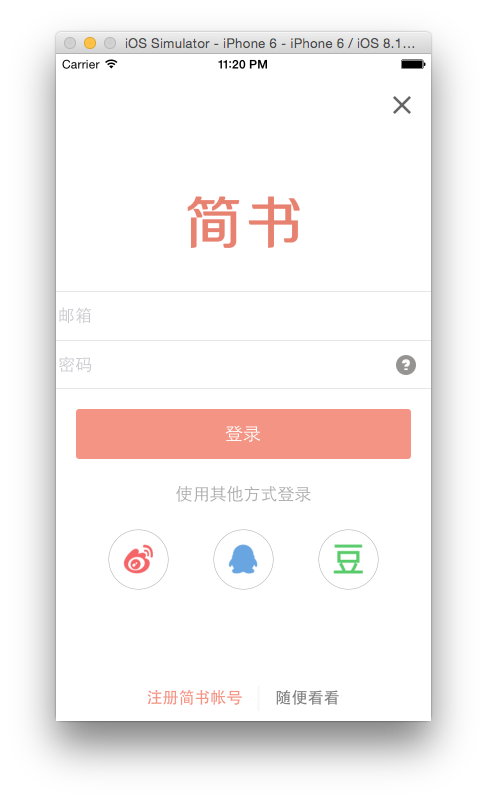 iOS Simulator - iPhone 6 - iPhone 6 / iOS 8.1...
Carrier 11:20 PM
简书
邮箱
密码 ?
登录
使用其他方式登录
豆
注册简书帐号 随便看看